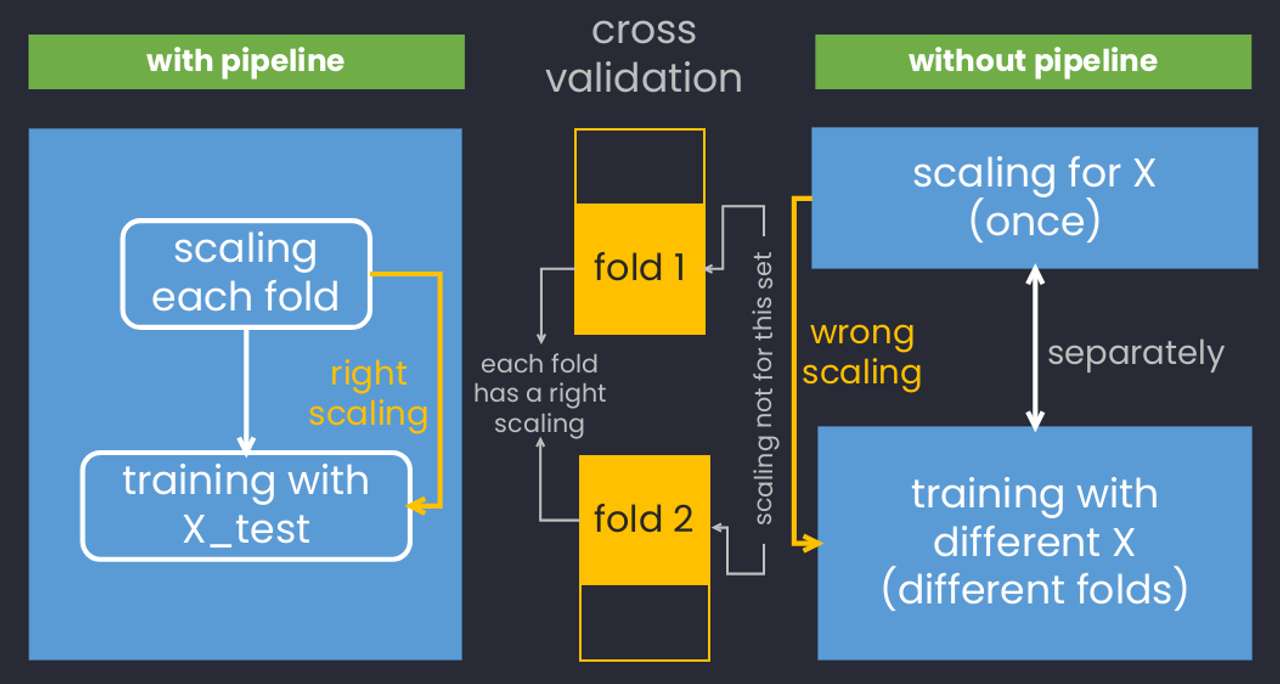 with pipeline
cross
validation
without pipeline
scaling
each fold
right
scaling
training with
X_test
fold 1
each fold
has a right
scaling
fold 2
scaling not for this set
scaling for X
(once)
wrong
scaling
separately
training with
different X
(different folds)